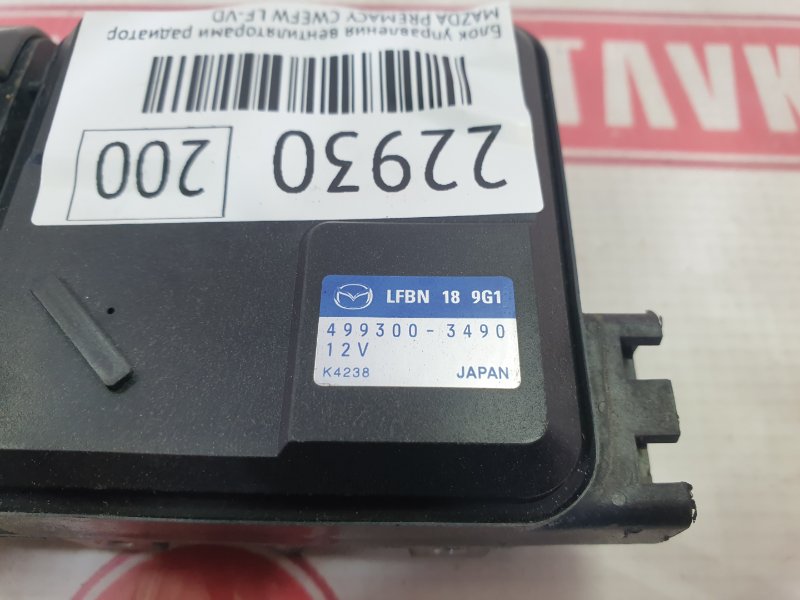 Блок управления вентиляторами радиатор
MAZDA PREMACY CWEFW LF-VD
22930
200
LFBN 18 9G1
499300-3490
12V
K4238
JAPAN